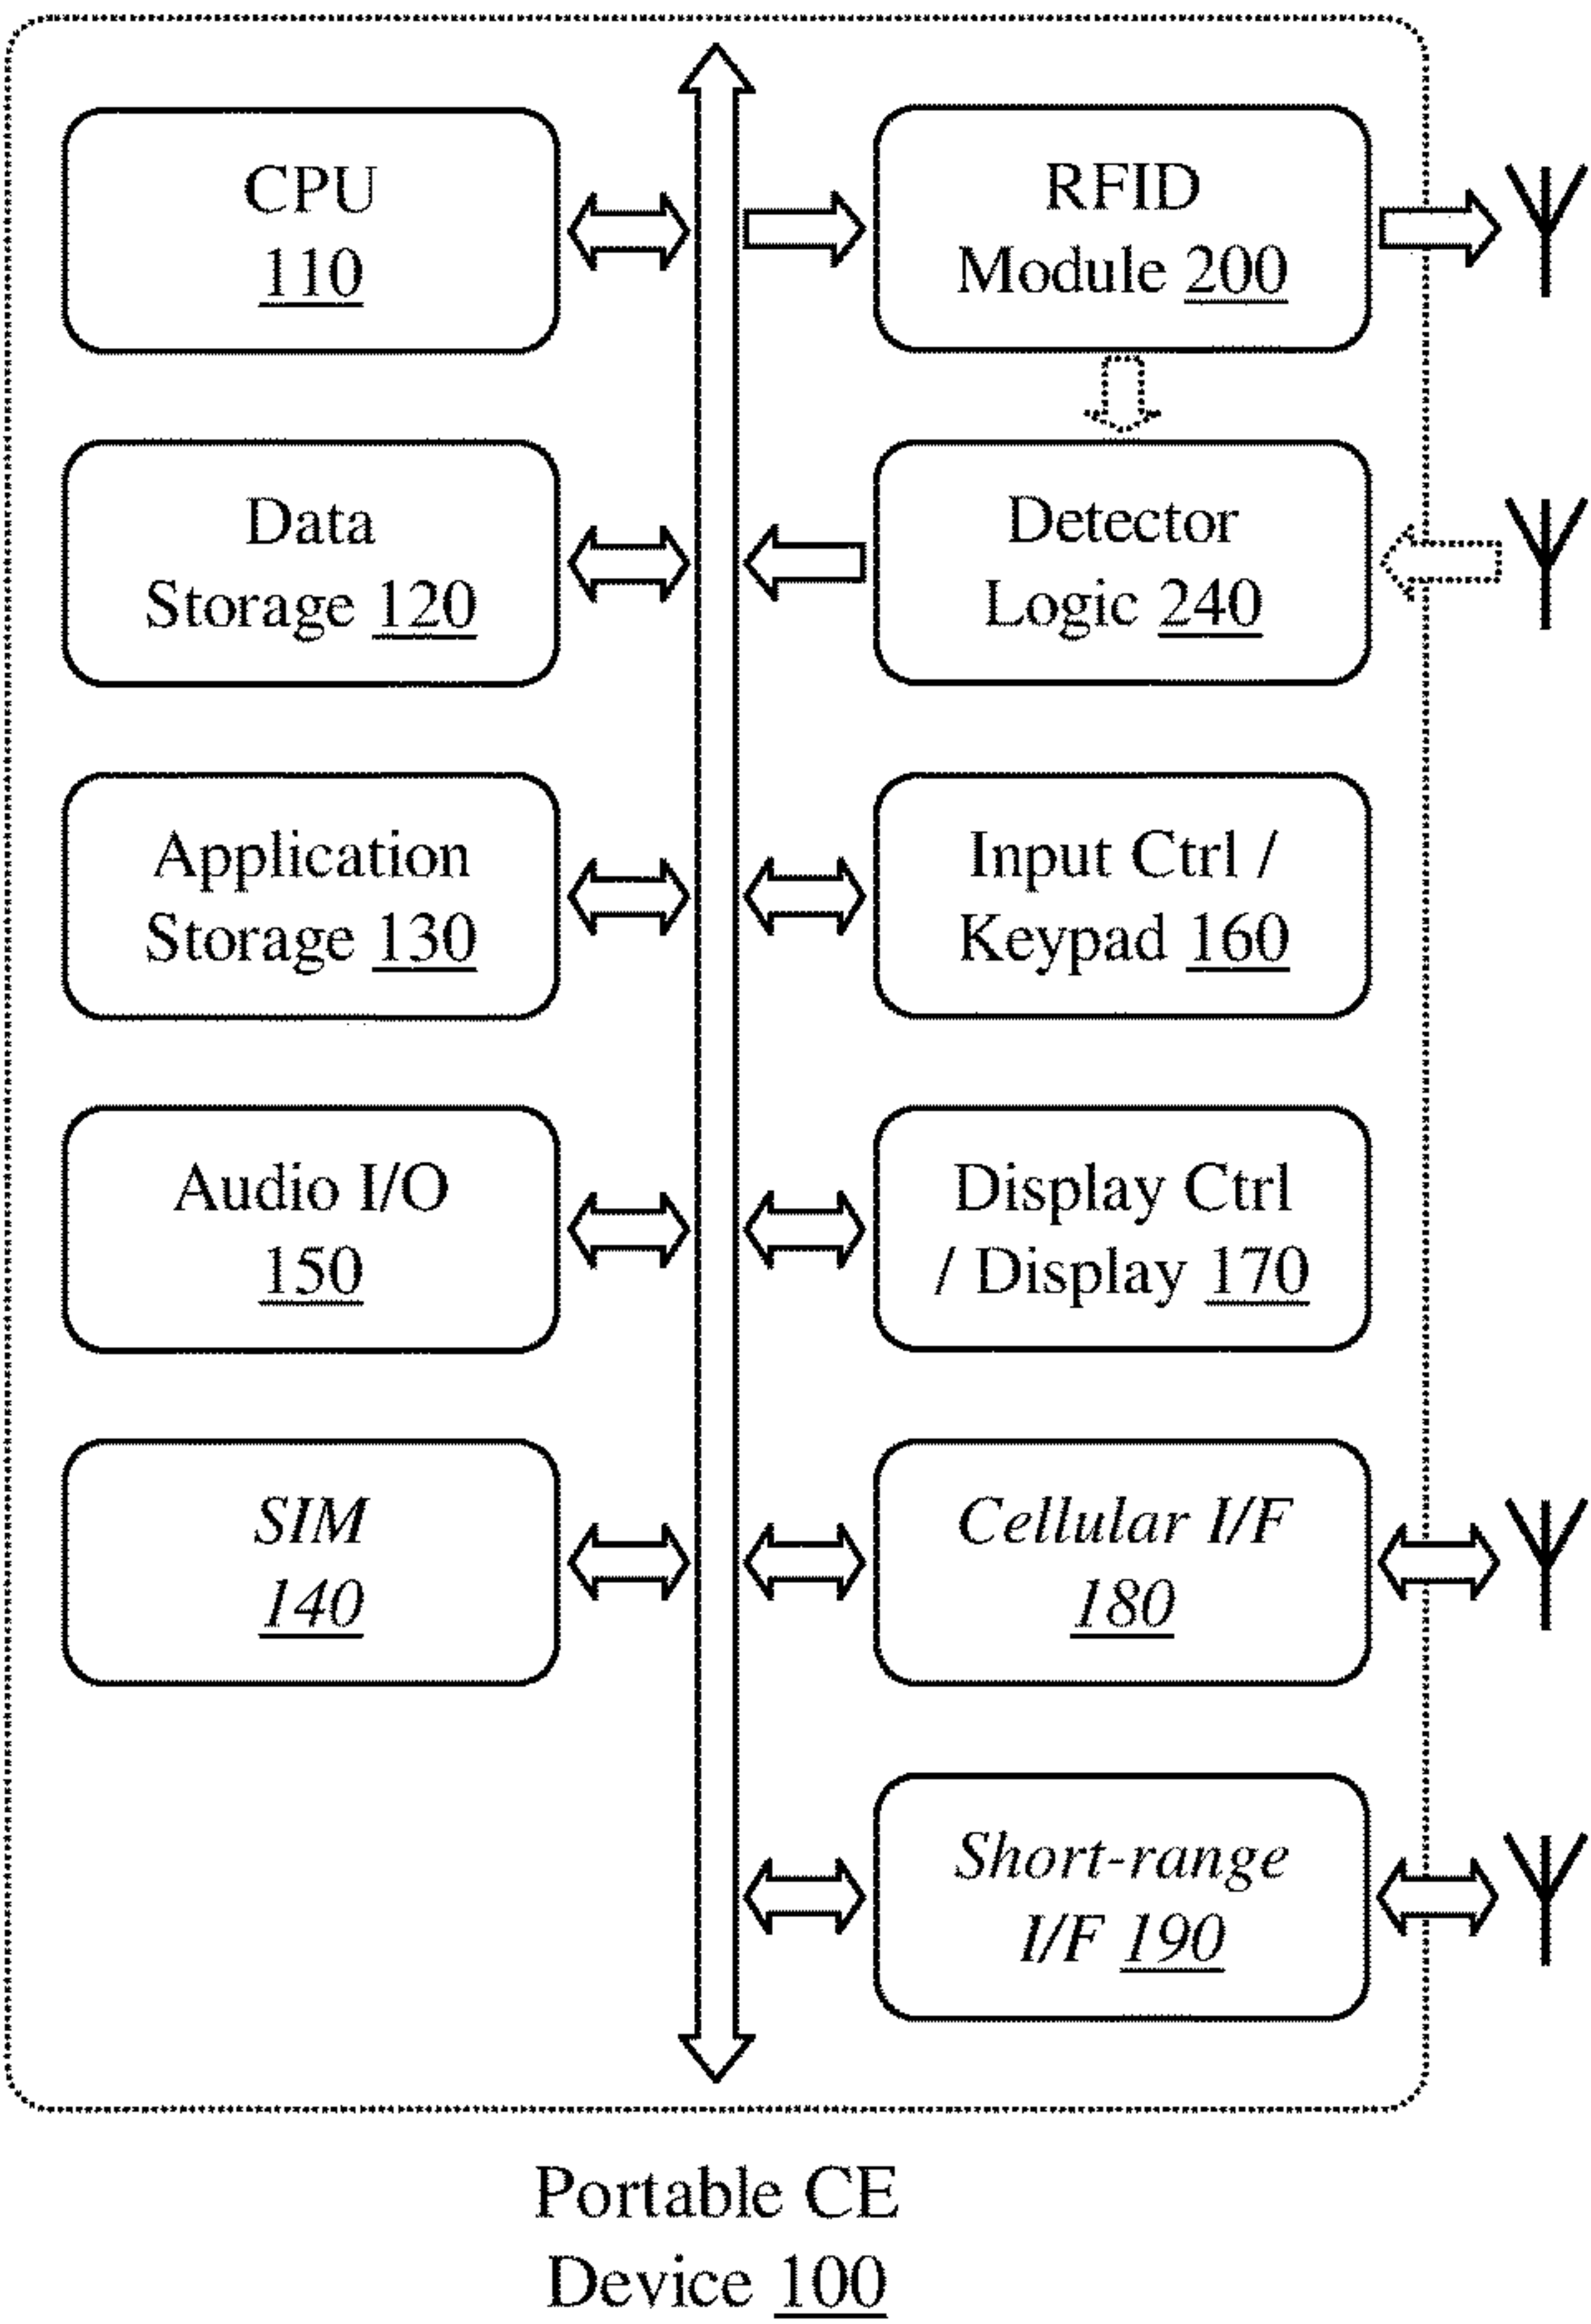 CPU
110
RFID
Module 200
Data
Storage 120
Detector
Logic 240
Application
Storage 130
Input Ctrl /
Keypad 160
Audio I/O
150
Display Ctrl
/ Display 170
SIM
140
Cellular I/F
180
Short-range
I/F 190
Portable CE
Device 100